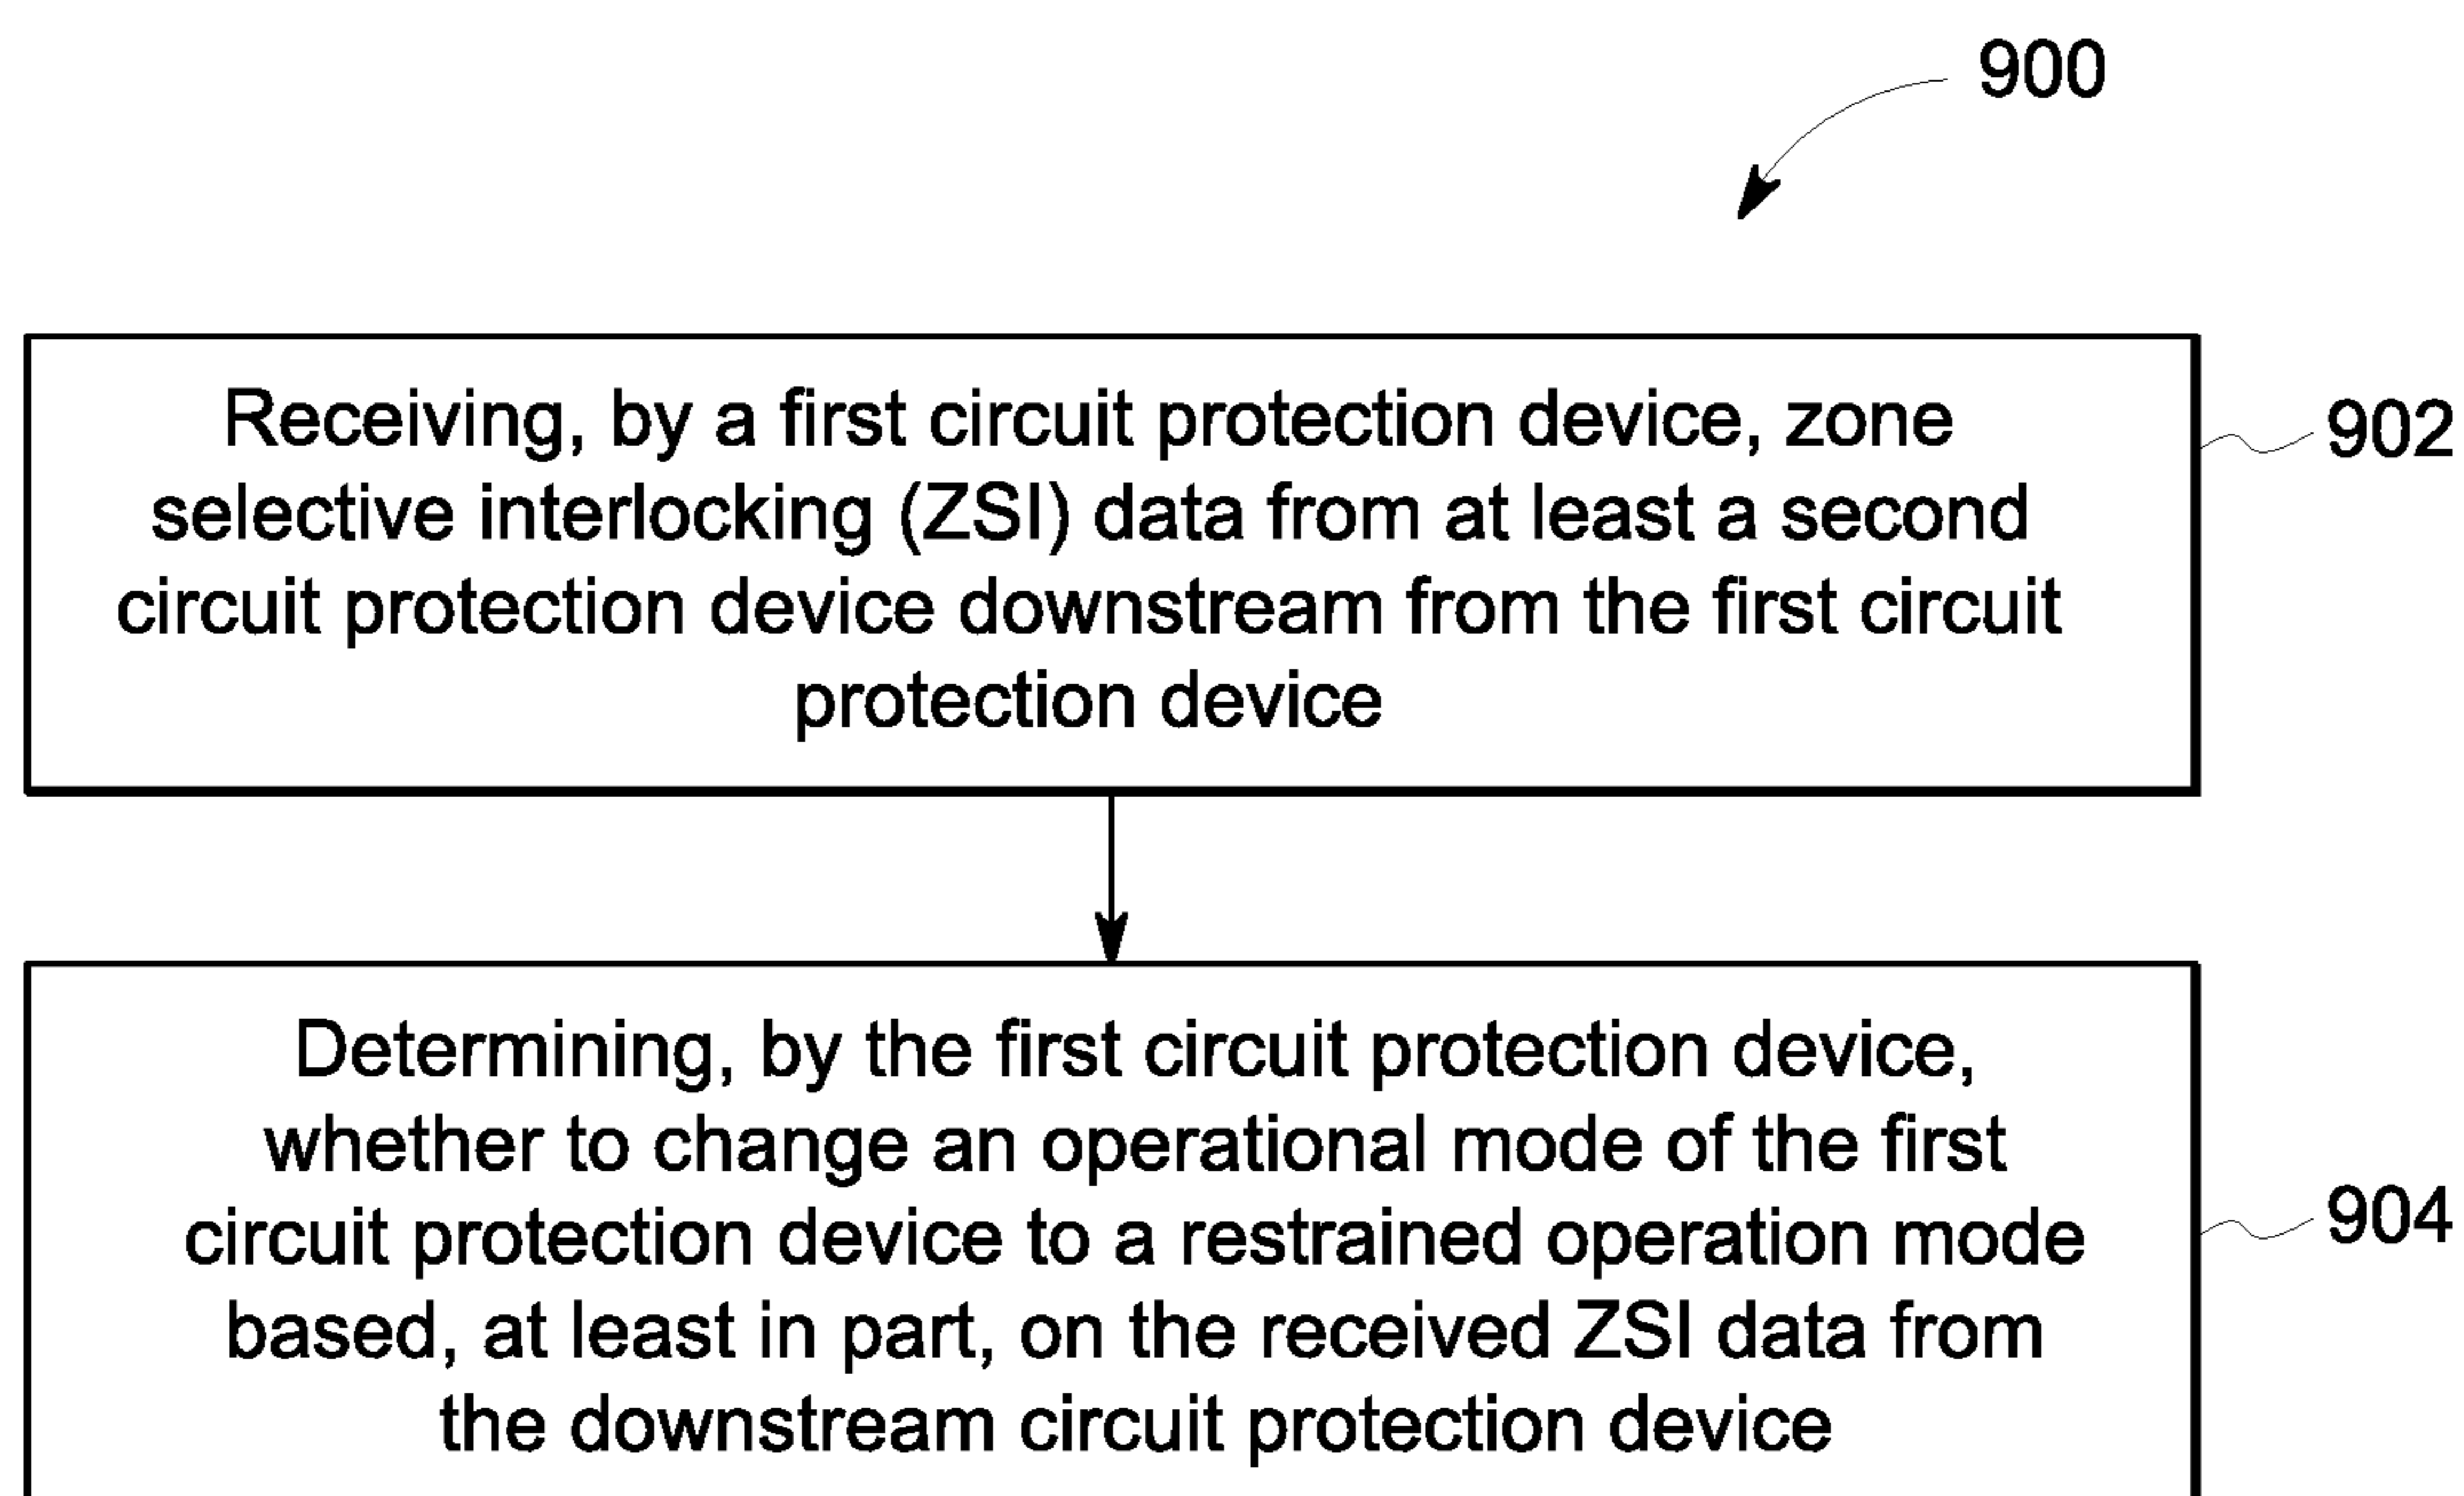 900
Receiving, by a first circuit protection device, zone
selective interlocking (ZSI) data from at least a second
circuit protection device downstream from the first circuit
protection device
902
Determining, by the first circuit protection device,
whether to change an operational mode of the first
circuit protection device to a restrained operation mode
based, at least in part, on the received ZSI data from
the downstream circuit protection device
904